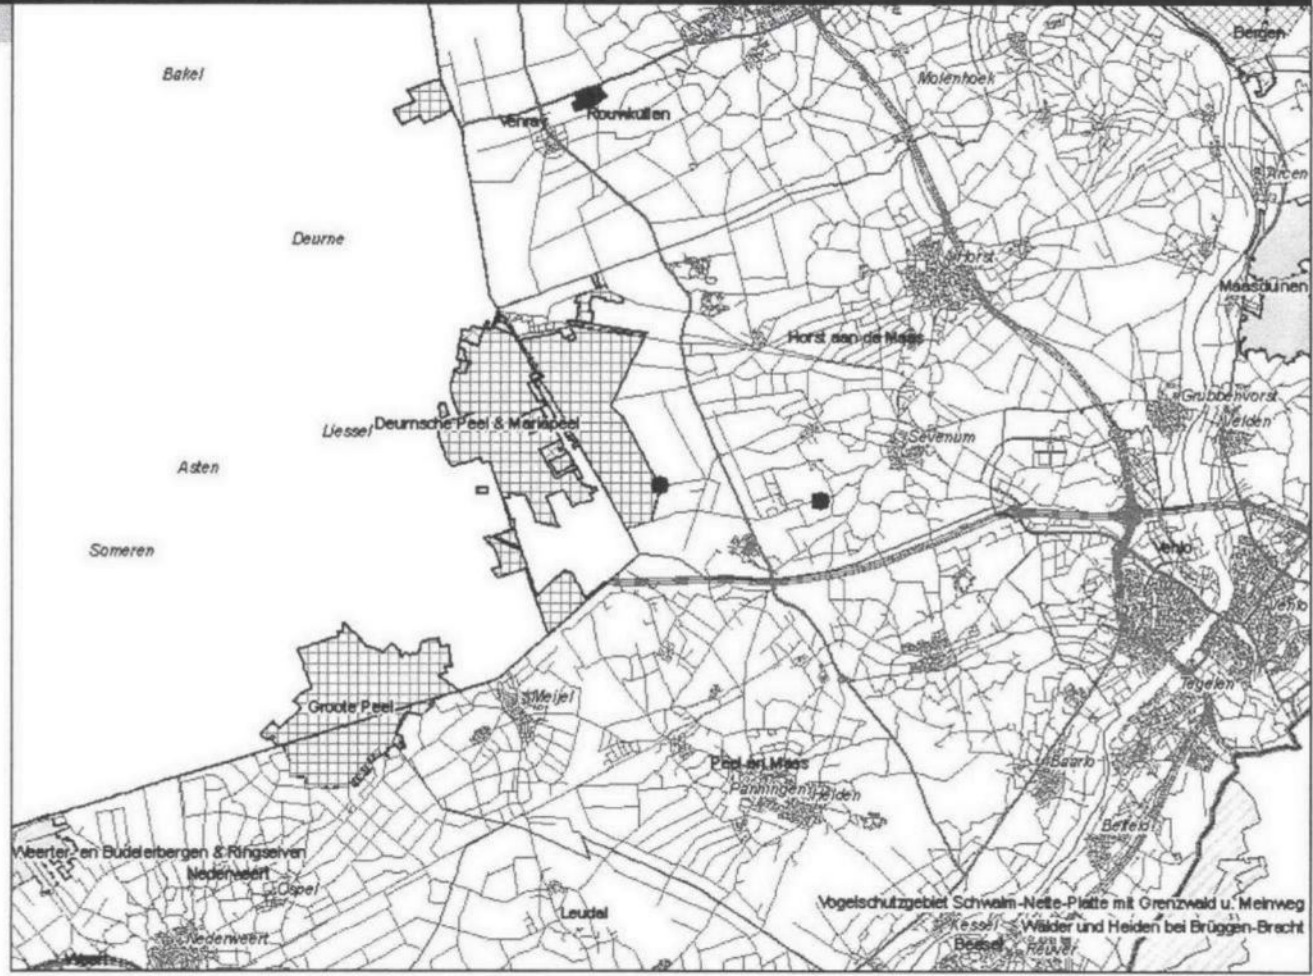 Bergen
Bakel
Molenhoek
Rouwkuilen
Venray
Arcen
Deurne
Horst
Maasduinen
Horst aan de Maas
Grubbenvorst
Velden
Deurnsche Peel & Mariapeel
Liessel
Sevenum
Asten
Someren
Venlo
Venlo
Tegelen
Meijel
Groote Peel
Peel en Maas
Baarlo
Panningen
Helden
Belfeld
Weerter- en Budelerbergen & Ringselven
Nederweert
Ospel
Vogelschutzgebiet Schwalm-Nette-Platte mit Grenzwald u. Meinweg
Leudal
Kessel
Wälder und Heiden bei Brüggen-Bracht
Nederweert
Beesel
Reuver
Weert